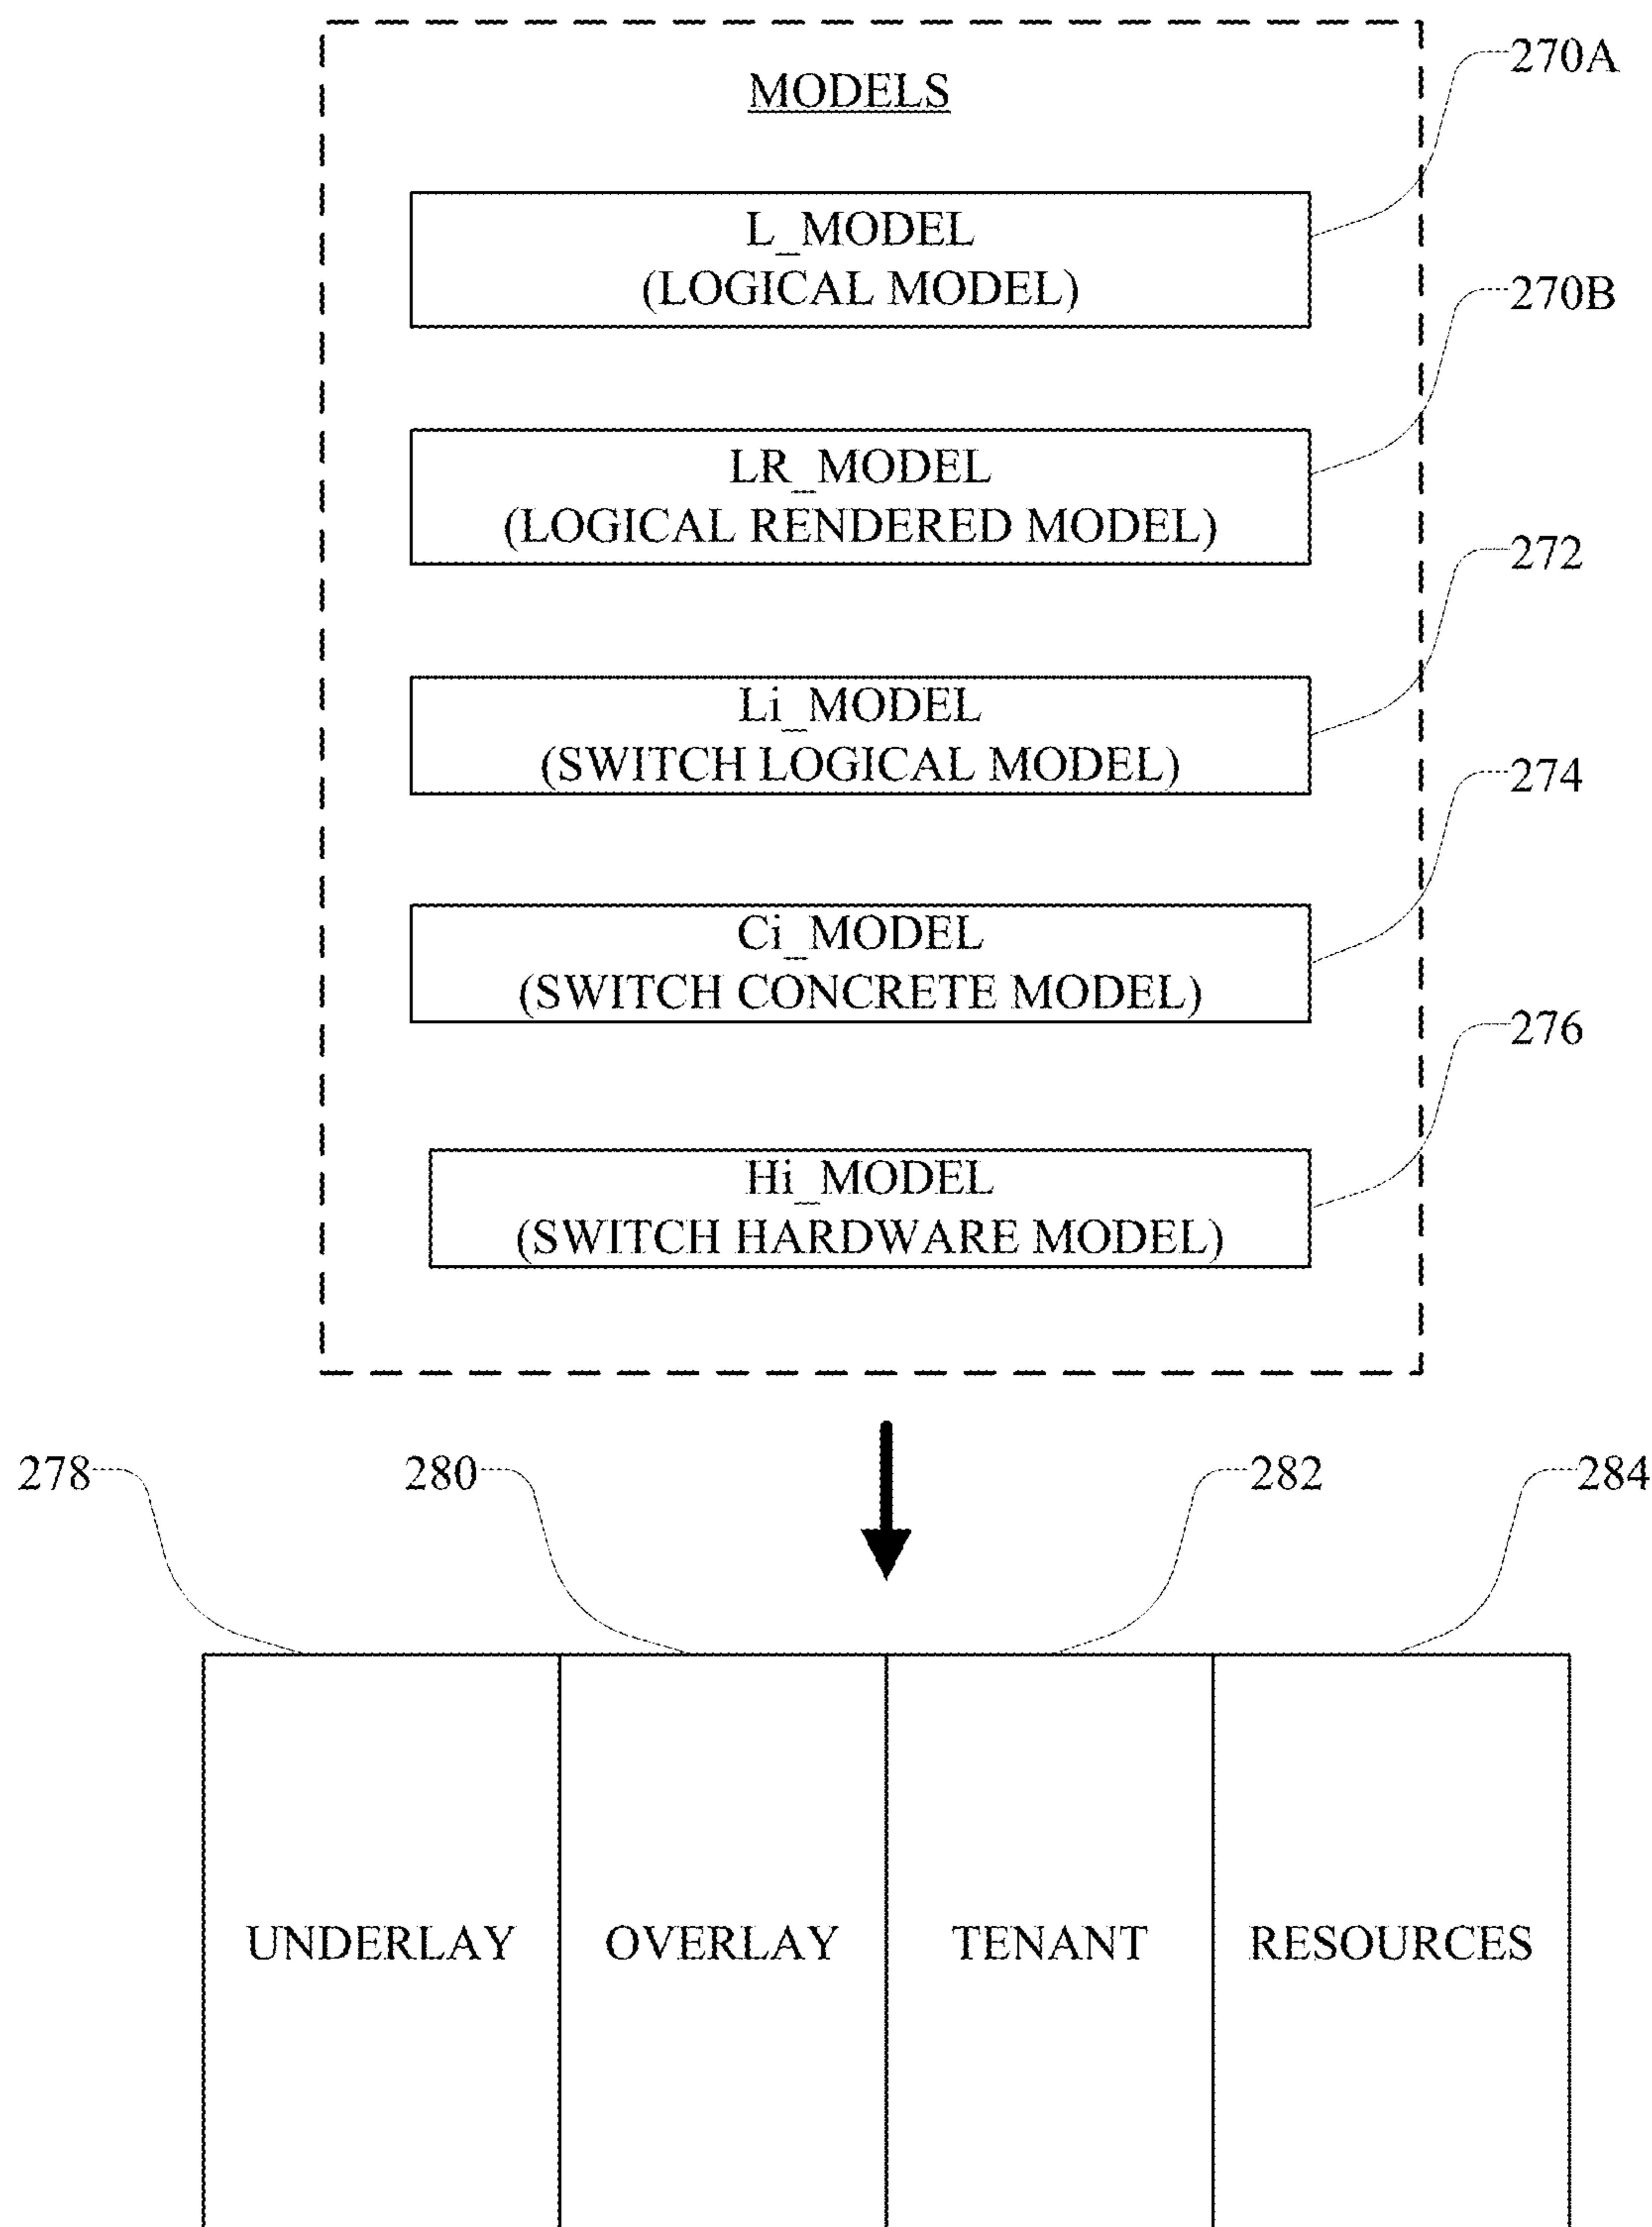 MODELS
270A
L_MODEL
(LOGICAL MODEL)
270B
LR_MODEL
(LOGICAL RENDERED MODEL)
272
Li_MODEL
(SWITCH LOGICAL MODEL)
274
Ci_MODEL
(SWITCH CONCRETE MODEL)
276
Hi_MODEL
(SWITCH HARDWARE MODEL)
278 280 282 284
UNDERLAY OVERLAY TENANT RESOURCES